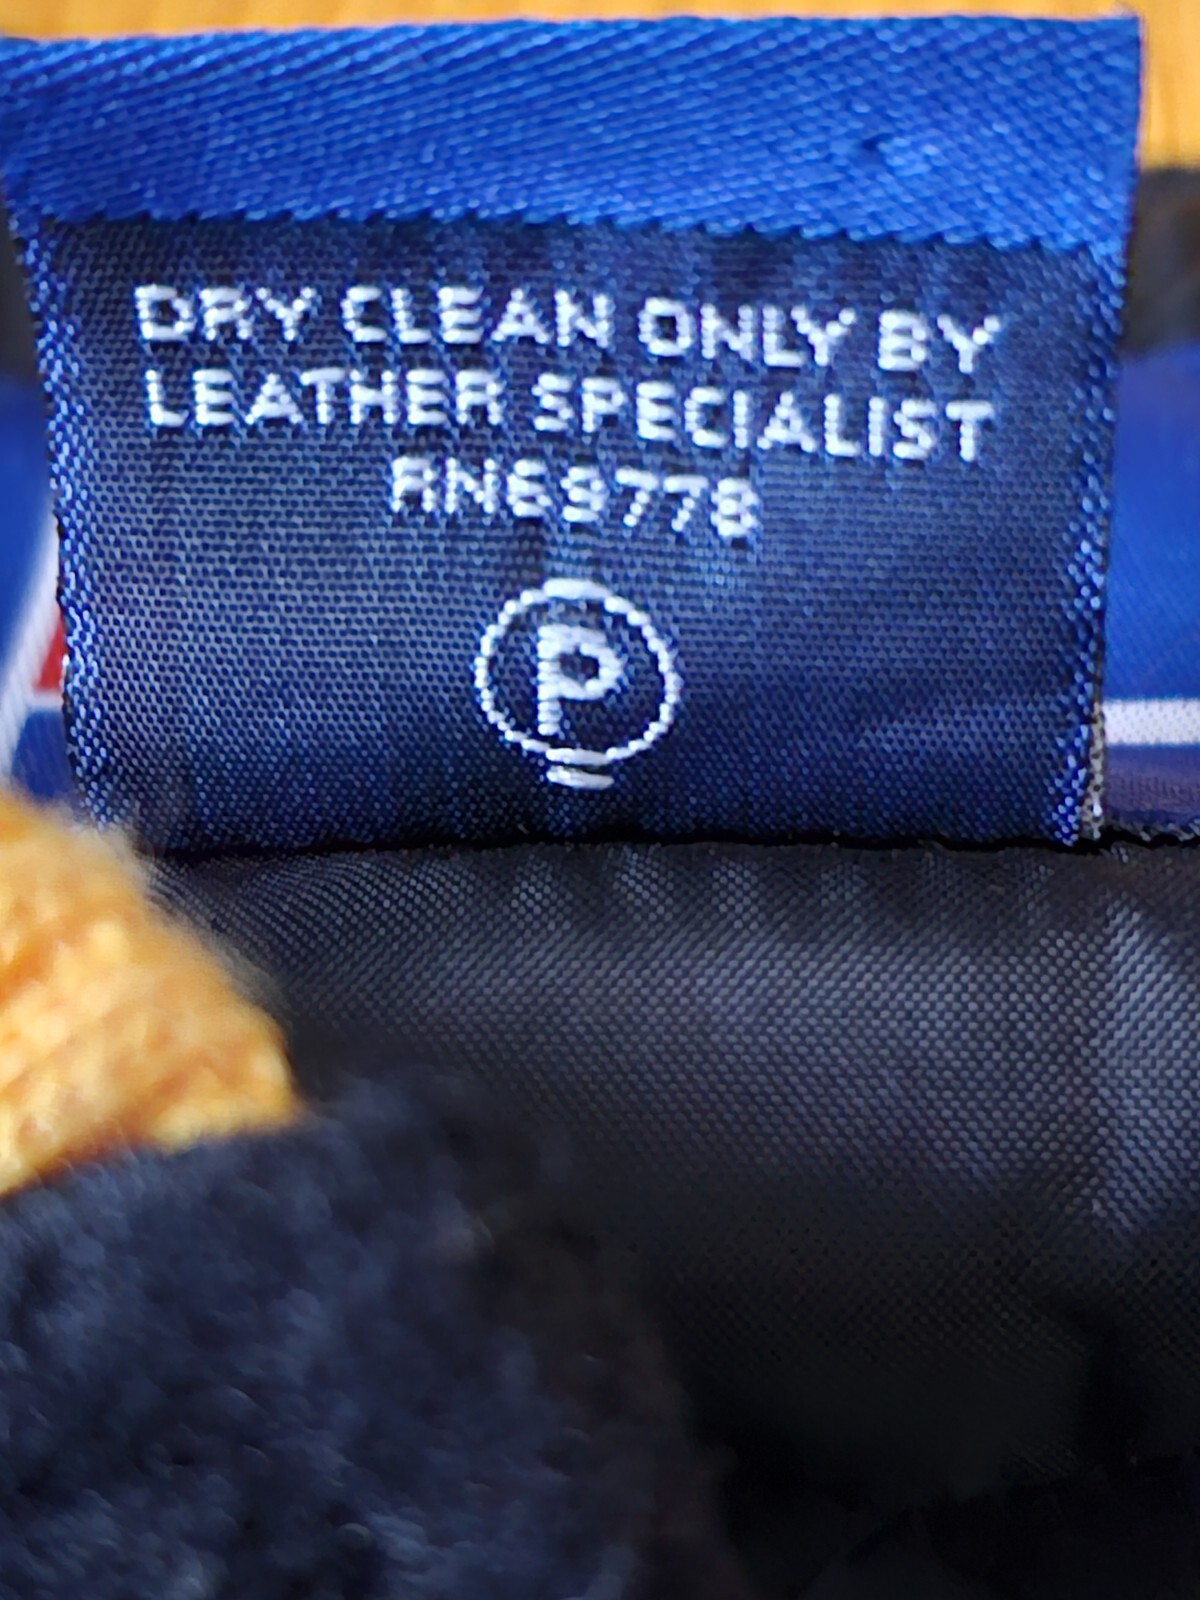 DRY CLEAN ONLY BY
LEATHER SPECIALIST
RN69778
P